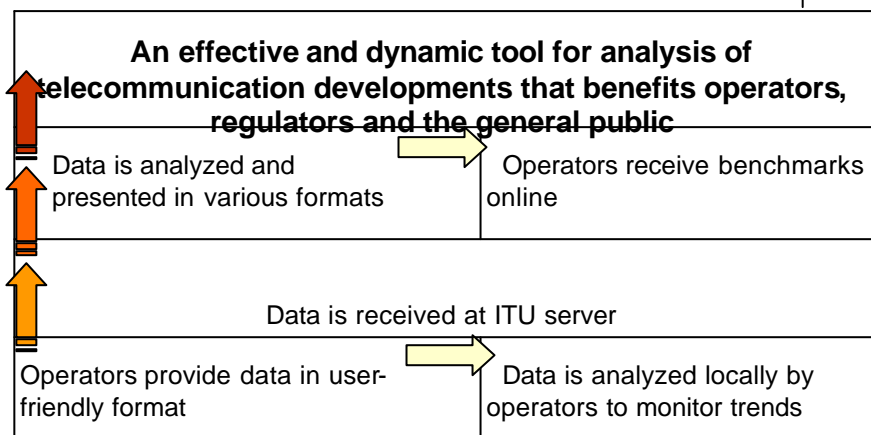 An effective and dynamic tool for analysis of
telecommunication developments that benefits operators,
regulators and the general public
Data is analyzed and
presented in various formats
Operators receive benchmarks
online
Data is received at ITU server
Operators provide data in user-
friendly format
Data is analyzed locally by
operators to monitor trends